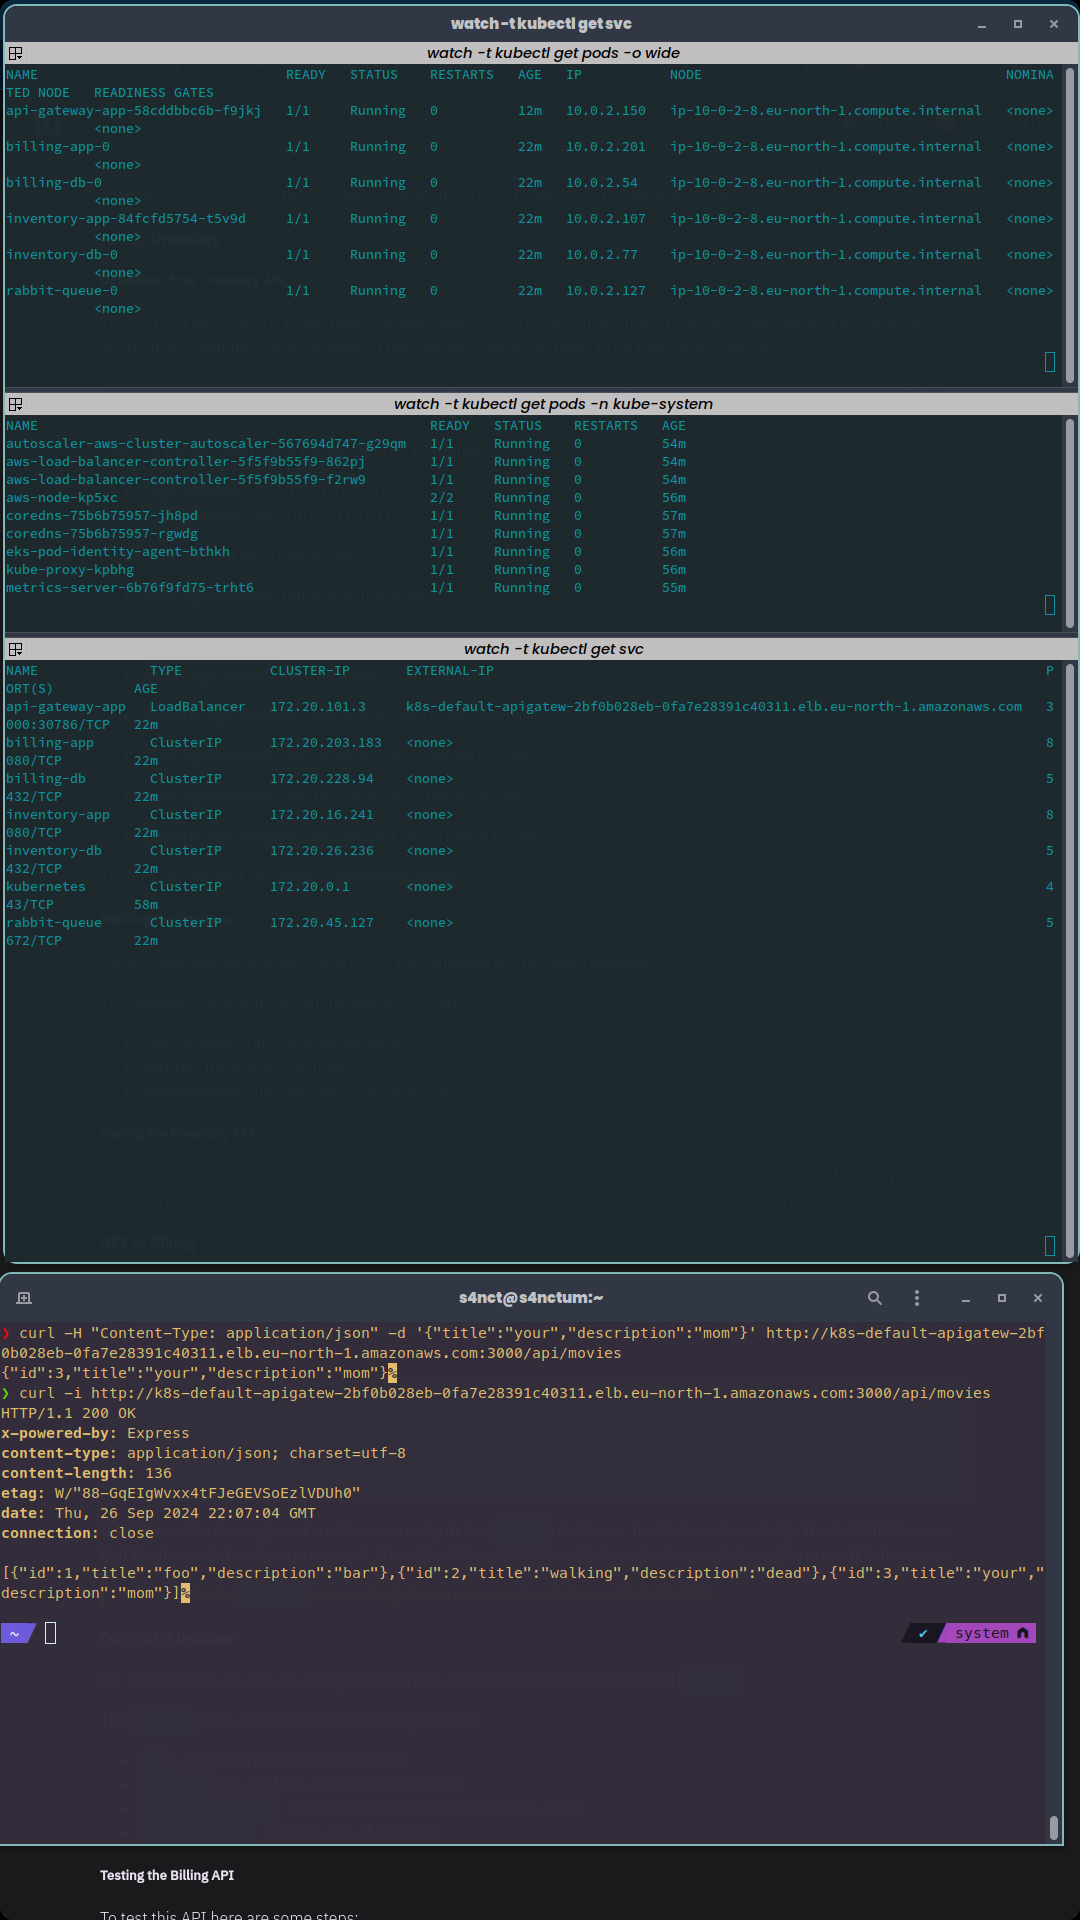 watch -t kubectl get svc
watch -t kubectl get pods -o wide
NAME READY STATUS RESTARTS AGE IP NODE NOMINA
TED NODE READINESS GATES
api-gateway-app-58cddbbc6b-f9jkj 1/1 Running 0 12m 10.0.2.150 ip-10-0-2-8.eu-north-1.compute.internal <none>
<none>
billing-app-0 1/1 Running 0 22m 10.0.2.201 ip-10-0-2-8.eu-north-1.compute.internal <none>
<none>
billing-db-0 1/1 Running 0 22m 10.0.2.54 ip-10-0-2-8.eu-north-1.compute.internal <none>
<none>
inventory-app-84fcfd5754-t5v9d 1/1 Running 0 22m 10.0.2.107 ip-10-0-2-8.eu-north-1.compute.internal <none>
<none>
inventory-db-0 1/1 Running 0 22m 10.0.2.77 ip-10-0-2-8.eu-north-1.compute.internal <none>
<none>
rabbit-queue-0 1/1 Running 0 22m 10.0.2.127 ip-10-0-2-8.eu-north-1.compute.internal <none>
<none>
watch -t kubectl get pods -n kube-system
NAME READY STATUS RESTARTS AGE
autoscaler-aws-cluster-autoscaler-567694d747-g29qm 1/1 Running 0 54m
aws-load-balancer-controller-5f5f9b55f9-862pj 1/1 Running 0 54m
aws-load-balancer-controller-5f5f9b55f9-f2rw9 1/1 Running 0 54m
aws-node-kp5xc 2/2 Running 0 56m
coredns-75b6b75957-jh8pd 1/1 Running 0 57m
coredns-75b6b75957-rgwdg 1/1 Running 0 57m
eks-pod-identity-agent-bthkh 1/1 Running 0 56m
kube-proxy-kpbhg 1/1 Running 0 56m
metrics-server-6b76f9fd75-trht6 1/1 Running 0 55m
watch -t kubectl get svc
NAME TYPE CLUSTER-IP EXTERNAL-IP P
ORT(S) AGE
api-gateway-app LoadBalancer 172.20.101.3 k8s-default-apigatew-2bf0b028eb-0fa7e28391c40311.elb.eu-north-1.amazonaws.com 3
000:30786/TCP 22m
billing-app ClusterIP 172.20.203.183 <none> 8
080/TCP 22m
billing-db ClusterIP 172.20.228.94 <none> 5
432/TCP 22m
inventory-app ClusterIP 172.20.16.241 <none> 8
080/TCP 22m
inventory-db ClusterIP 172.20.26.236 <none> 5
432/TCP 22m
kubernetes ClusterIP 172.20.0.1 <none> 4
43/TCP 58m
rabbit-queue ClusterIP 172.20.45.127 <none> 5
672/TCP 22m
s4nct@s4nctum:~
❯ curl -H "Content-Type: application/json" -d '{"title":"your","description":"mom"}' http://k8s-default-apigatew-2bf
0b028eb-0fa7e28391c40311.elb.eu-north-1.amazonaws.com:3000/api/movies
{"id":3,"title":"your","description":"mom"}%
❯ curl -i http://k8s-default-apigatew-2bf0b028eb-0fa7e28391c40311.elb.eu-north-1.amazonaws.com:3000/api/movies
HTTP/1.1 200 OK
x-powered-by: Express
content-type: application/json; charset=utf-8
content-length: 136
etag: W/"88-GqEIgWvxx4tFJeGEVSoEzlVDUh0"
date: Thu, 26 Sep 2024 22:07:04 GMT
connection: close
[{"id":1,"title":"foo","description":"bar"},{"id":2,"title":"walking","description":"dead"},{"id":3,"title":"your","
description":"mom"}]%
~ ✔ system
Testing the Billing API
To test this API here are some steps: